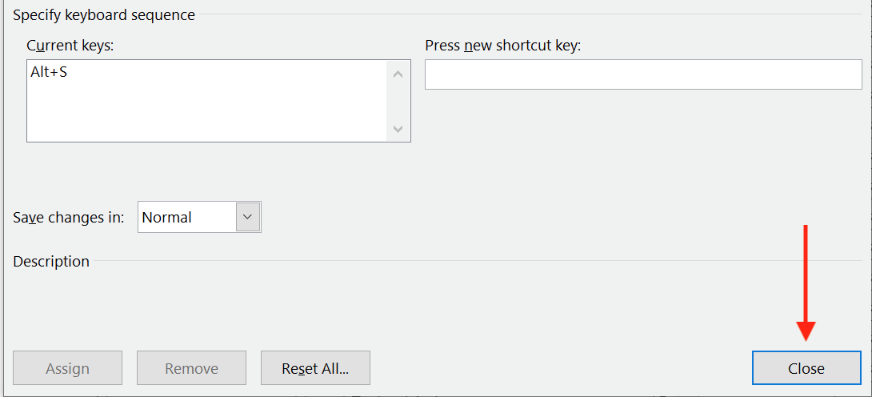 Specify keyboard sequence
Current keys:
Press new shortcut key:
Alt+S
Save changes in:
Normal
Description
Assign
Remove
Reset All...
Close